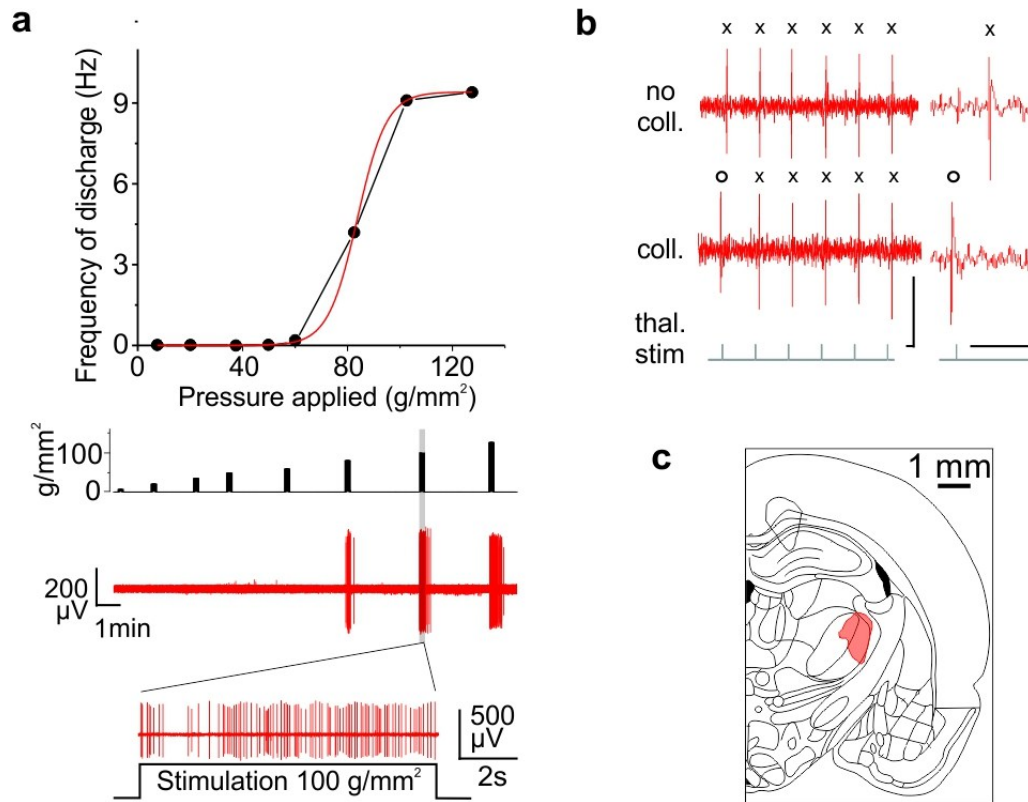 a
Frequency of discharge (Hz)
9
6
3
0
0 40 80 120
Pressure applied (g/mm²)
g/mm²
100
0
200
µV
1min
500
µV
2s
Stimulation 100 g/mm²
b
x x x x x x x
no
coll.
o x x x x x o
coll.
thal.
stim
c
1 mm